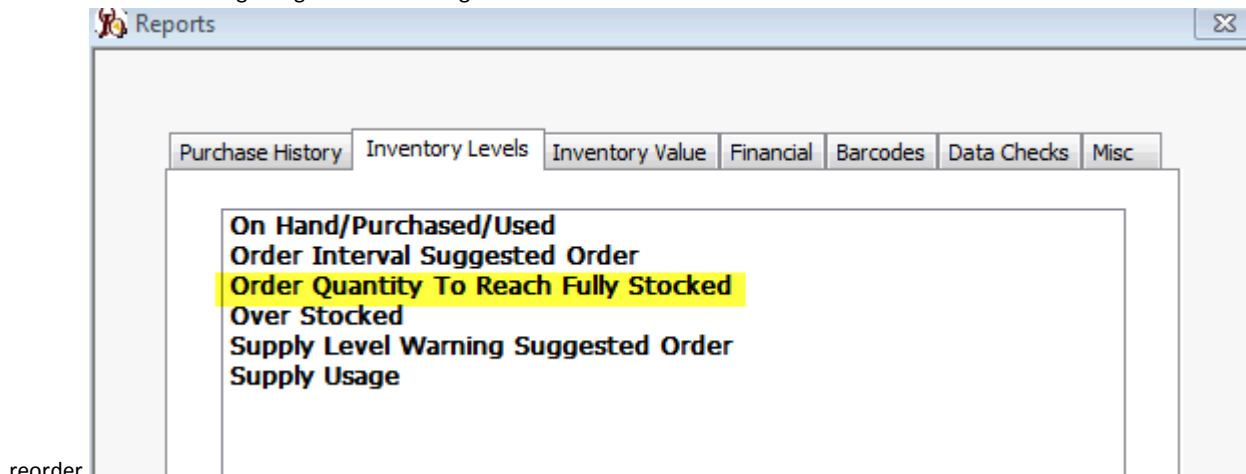 Reports
Purchase History Inventory Levels Inventory Value Financial Barcodes Data Checks Misc
On Hand/Purchased/Used
Order Interval Suggested Order
Order Quantity To Reach Fully Stocked
Over Stocked
Supply Level Warning Suggested Order
Supply Usage
reorder